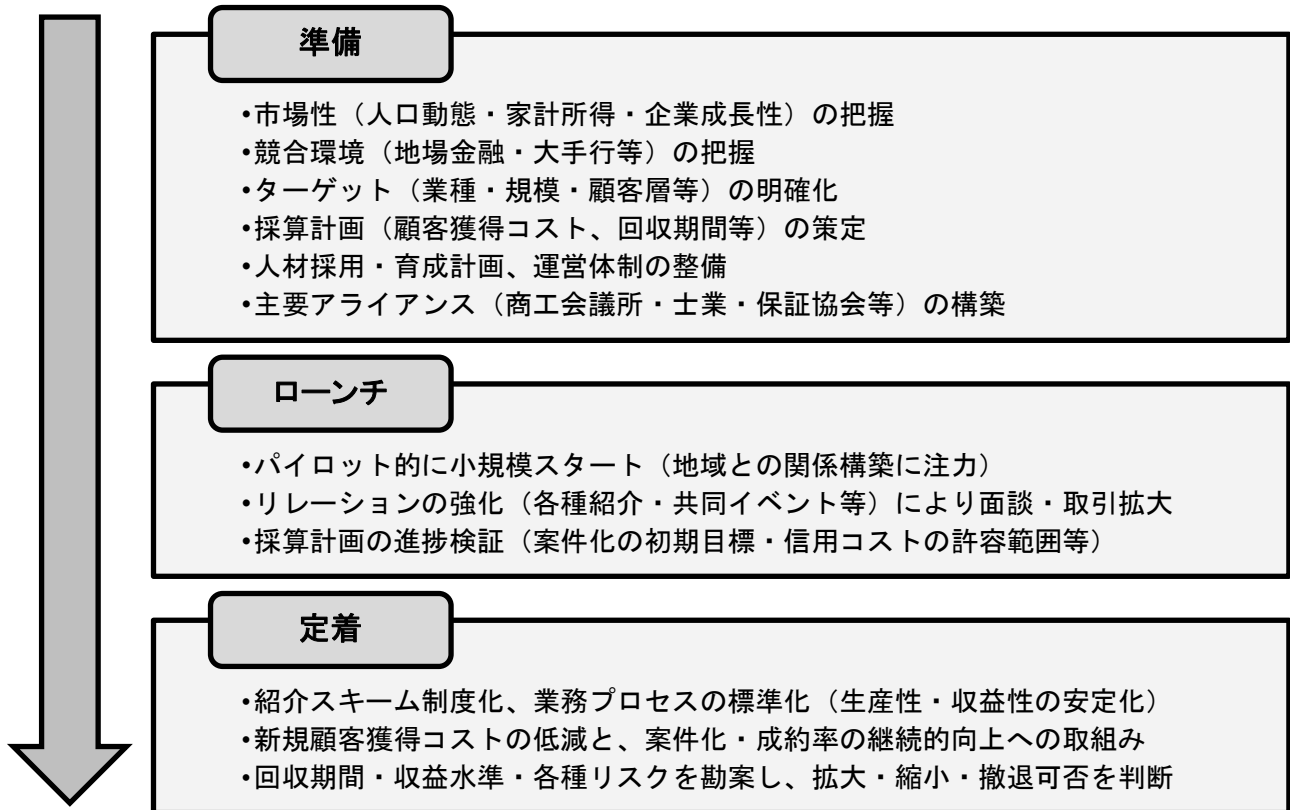 準備
•市場性（人口動態・家計所得・企業成長性）の把握
•競合環境（地場金融・大手行等）の把握
•ターゲット（業種・規模・顧客層等）の明確化
•採算計画（顧客獲得コスト、回収期間等）の策定
•人材採用・育成計画、運営体制の整備
•主要アライアンス（商工会議所・士業・保証協会等）の構築
ローンチ
•パイロット的に小規模スタート（地域との関係構築に注力）
•リレーションの強化（各種紹介・共同イベント等）により面談・取引拡大
•採算計画の進捗検証（案件化の初期目標・信用コストの許容範囲等）
定着
•紹介スキーム制度化、業務プロセスの標準化（生産性・収益性の安定化）
•新規顧客獲得コストの低減と、案件化・成約率の継続的向上への取組み
•回収期間・収益水準・各種リスクを勘案し、拡大・縮小・撤退可否を判断